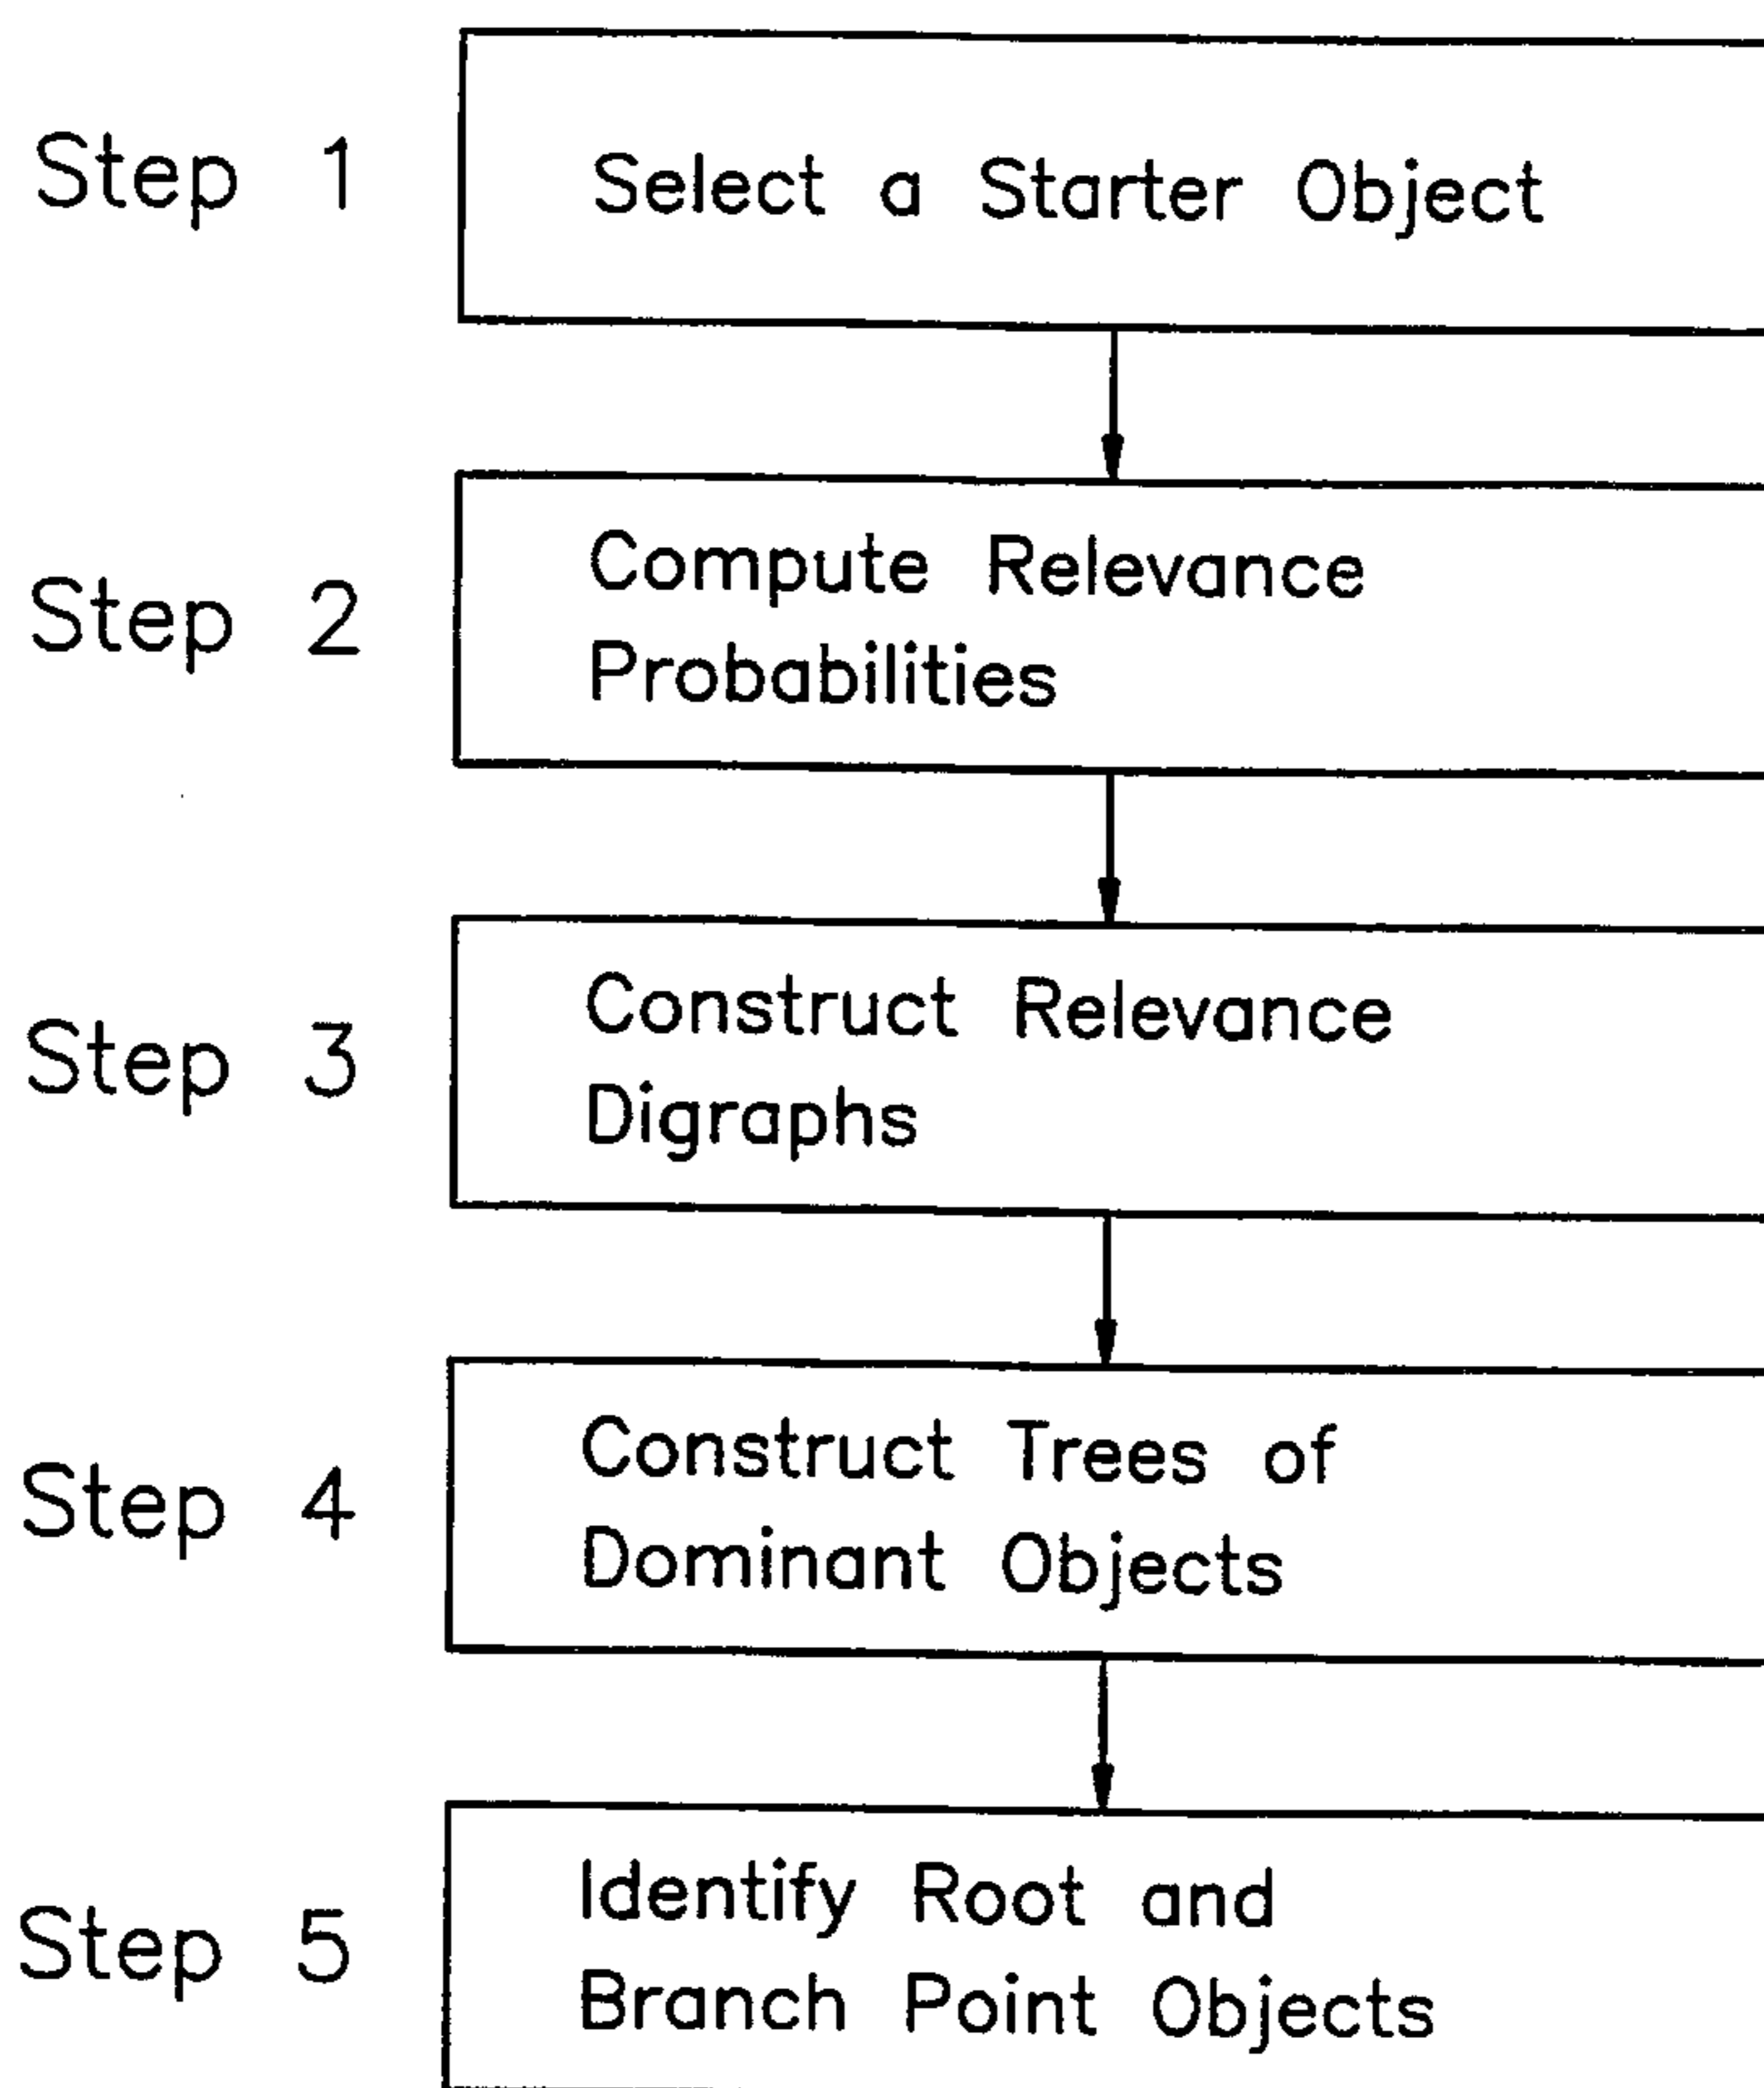 Step 1
Select a Starter Object
Step 2
Compute Relevance
Probabilities
Step 3
Construct Relevance
Digraphs
Step 4
Construct Trees of
Dominant Objects
Step 5
Identify Root and
Branch Point Objects